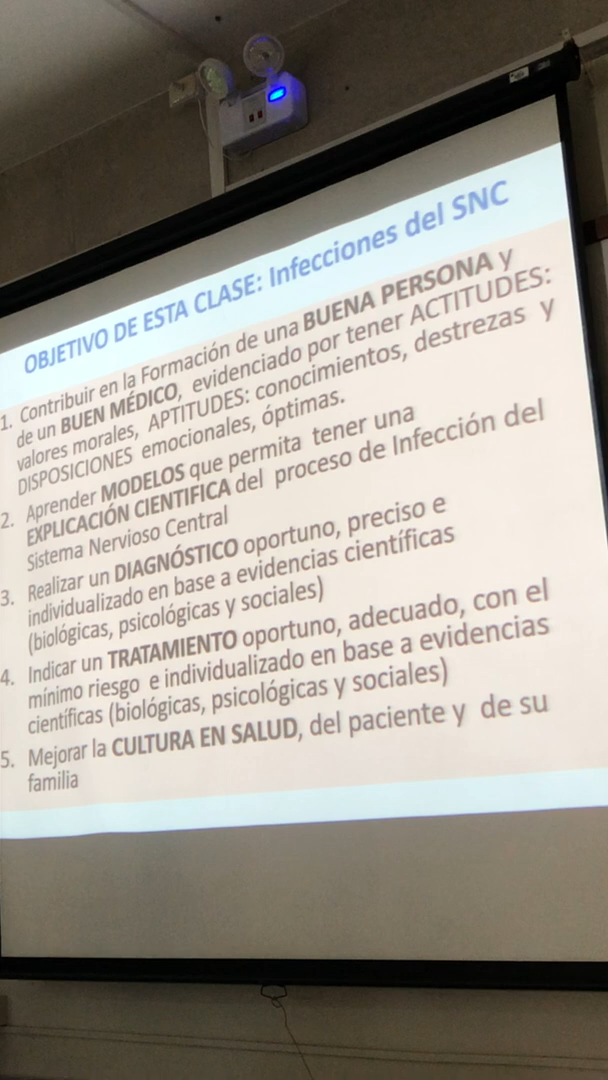 OBJETIVO DE ESTA CLASE: Infecciones del SNC
1. Contribuir en la Formación de una BUENA PERSONA y
de un BUEN MÉDICO, evidenciado por tener ACTITUDES:
valores morales, APTITUDES: conocimientos, destrezas y
DISPOSICIONES emocionales, óptimas.
2. Aprender MODELOS que permita tener una
EXPLICACIÓN CIENTIFICA del proceso de Infección del
Sistema Nervioso Central
3. Realizar un DIAGNÓSTICO oportuno, preciso e
individualizado en base a evidencias científicas
(biológicas, psicológicas y sociales)
4. Indicar un TRATAMIENTO oportuno, adecuado, con el
mínimo riesgo e individualizado en base a evidencias
científicas (biológicas, psicológicas y sociales)
5. Mejorar la CULTURA EN SALUD, del paciente y de su
familia